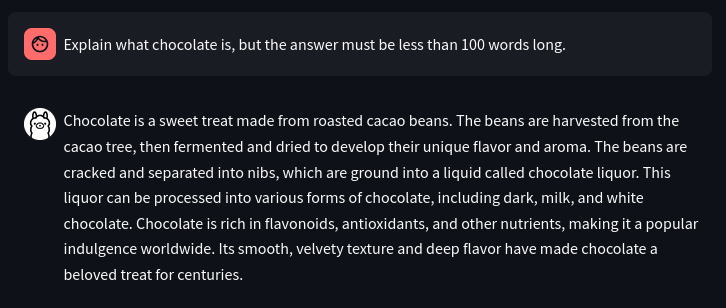 Explain what chocolate is, but the answer must be less than 100 words long.
Chocolate is a sweet treat made from roasted cacao beans. The beans are harvested from the
cacao tree, then fermented and dried to develop their unique flavor and aroma. The beans are
cracked and separated into nibs, which are ground into a liquid called chocolate liquor. This
liquor can be processed into various forms of chocolate, including dark, milk, and white
chocolate. Chocolate is rich in flavonoids, antioxidants, and other nutrients, making it a popular
indulgence worldwide. Its smooth, velvety texture and deep flavor have made chocolate a
beloved treat for centuries.